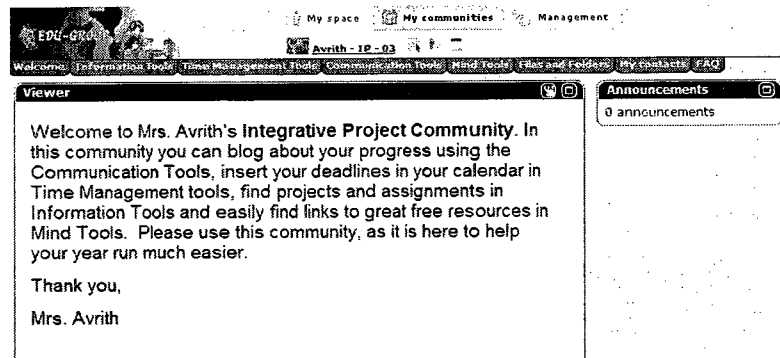 My space My communities Management
EDU-GROUP
Avrith - IP - 03
Welcome Information Tools Time Management Tools Communication Tools Mind Tools Files and Folders My contacts FAQ
Viewer
Welcome to Mrs. Avrith's Integrative Project Community. In
this community you can blog about your progress using the
Communication Tools, insert your deadlines in your calendar in
Time Management tools, find projects and assignments in
Information Tools and easily find links to great free resources in
Mind Tools. Please use this community, as it is here to help
your year run much easier.
Thank you,
Mrs. Avrith
Announcements
0 announcements